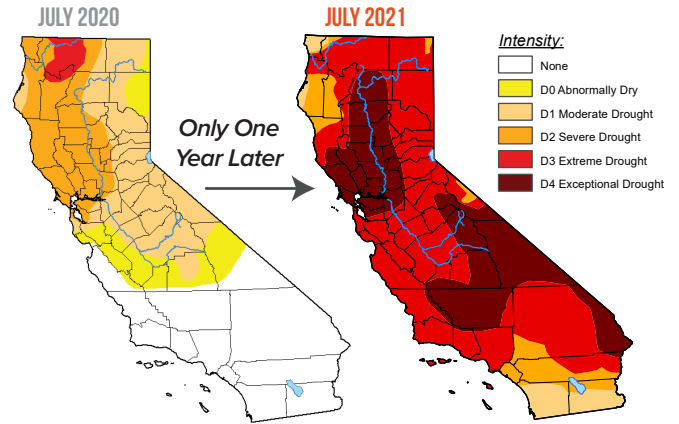 JULY 2020
JULY 2021
Only One
Year Later
Intensity:
None
D0 Abnormally Dry
D1 Moderate Drought
D2 Severe Drought
D3 Extreme Drought
D4 Exceptional Drought